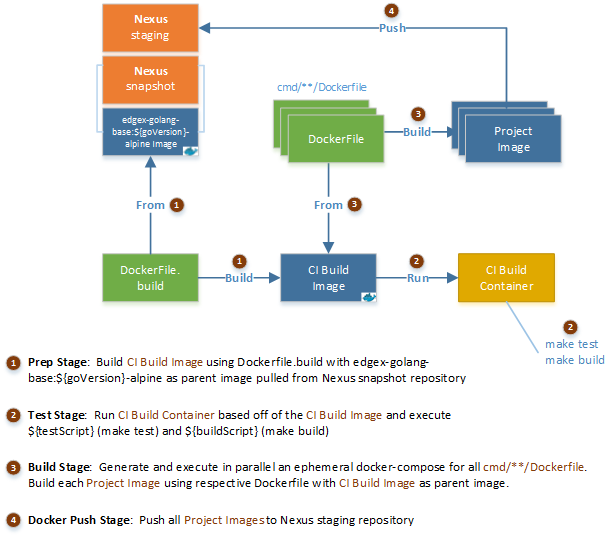 Nexus
staging
4
Push
Nexus
snapshot
edgex-golang-
base:${goVersion}-
alpine Image
cmd/**/Dockerfile
DockerFile
3
Build
Project
Image
From 1
From 3
DockerFile.
build
1
Build
CI Build
Image
2
Run
CI Build
Container
2
make test
make build
1 Prep Stage: Build CI Build Image using Dockerfile.build with edgex-golang-
base:${goVersion}-alpine as parent image pulled from Nexus snapshot repository
2 Test Stage: Run CI Build Container based off of the CI Build Image and execute
${testScript} (make test) and ${buildScript} (make build)
3 Build Stage: Generate and execute in parallel an ephemeral docker-compose for all cmd/**/Dockerfile.
Build each Project Image using respective Dockerfile with CI Build Image as parent image.
4 Docker Push Stage: Push all Project Images to Nexus staging repository